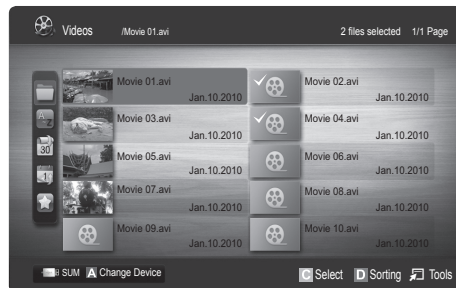 Videos /Movie 01.avi 2 files selected 1/1 Page
Movie 01.avi Movie 02.avi
Jan.10.2010 Jan.10.2010
Movie 03.avi Movie 04.avi
Jan.10.2010 Jan.10.2010
Movie 05.avi Movie 06.avi
Jan.10.2010 Jan.10.2010
Movie 07.avi Movie 08.avi
Jan.10.2010 Jan.10.2010
Movie 09.avi Movie 10.avi
Jan.10.2010 Jan.10.2010
A Z
30
SUM A Change Device C Select D Sorting Tools